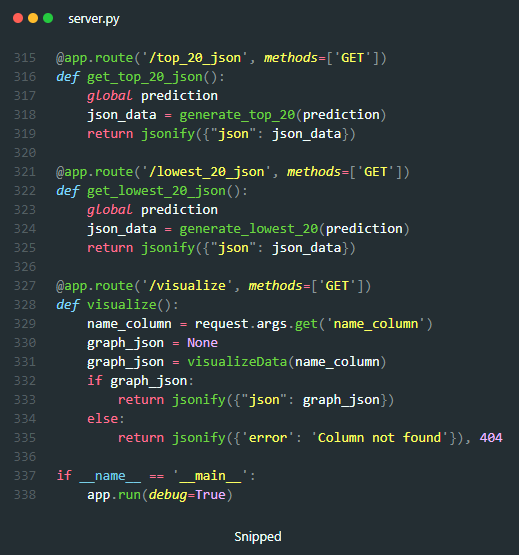 server.py
315 @app.route('/top_20_json', methods=['GET'])
316 def get_top_20_json():
317     global prediction
318     json_data = generate_top_20(prediction)
319     return jsonify({"json": json_data})
320
321 @app.route('/lowest_20_json', methods=['GET'])
322 def get_lowest_20_json():
323     global prediction
324     json_data = generate_lowest_20(prediction)
325     return jsonify({"json": json_data})
326
327 @app.route('/visualize', methods=['GET'])
328 def visualize():
329     name_column = request.args.get('name_column')
330     graph_json = None
331     graph_json = visualizeData(name_column)
332     if graph_json:
333         return jsonify({"json": graph_json})
334     else:
335         return jsonify({'error': 'Column not found'}), 404
336
337 if __name__ == '__main__':
338     app.run(debug=True)
Snipped